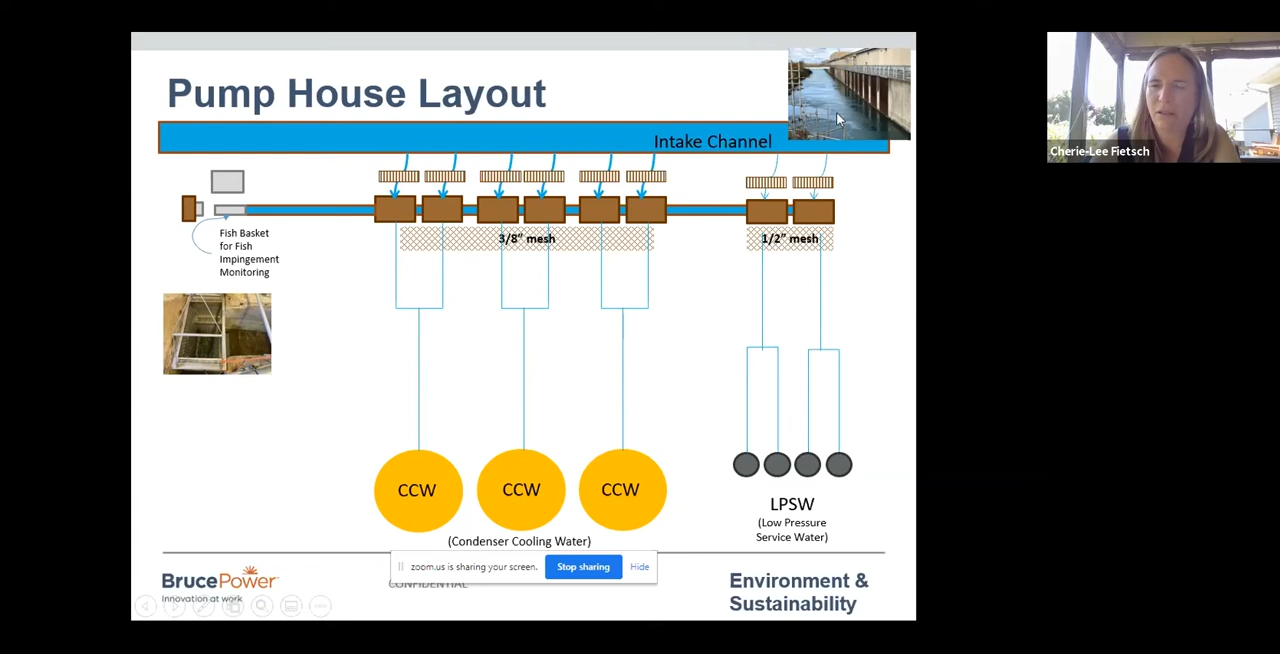 Pump House Layout
Intake Channel
Cherie-Lee Fietsch
Fish Basket
for Fish
Impingement
Monitoring
3/8" mesh
1/2" mesh
CCW
CCW
CCW
LPSW
(Low Pressure
Service Water)
(Condenser Cooling Water)
zoom.us is sharing your screen.
Stop sharing
Hide
CONFIDENTIAL
BrucePower
Innovation at work
Environment &
Sustainability